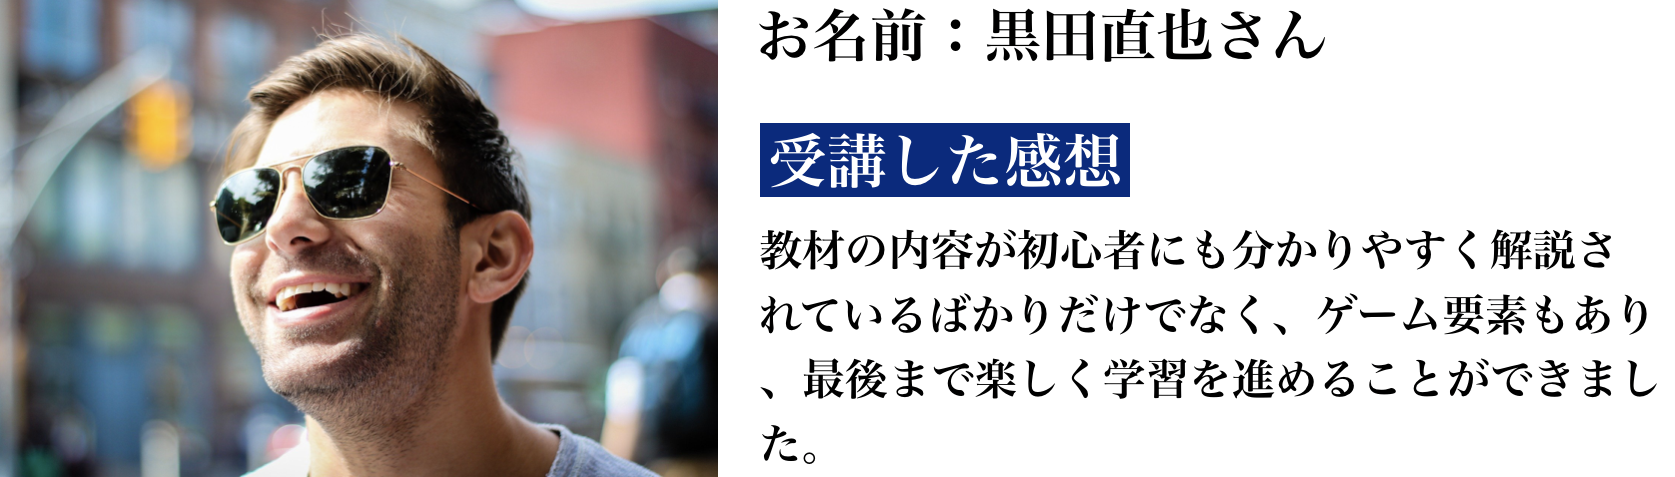 お名前：黒田直也さん
受講した感想
教材の内容が初心者にも分かりやすく解説さ
れているばかりだけでなく、ゲーム要素もあり
、最後まで楽しく学習を進めることができまし
た。